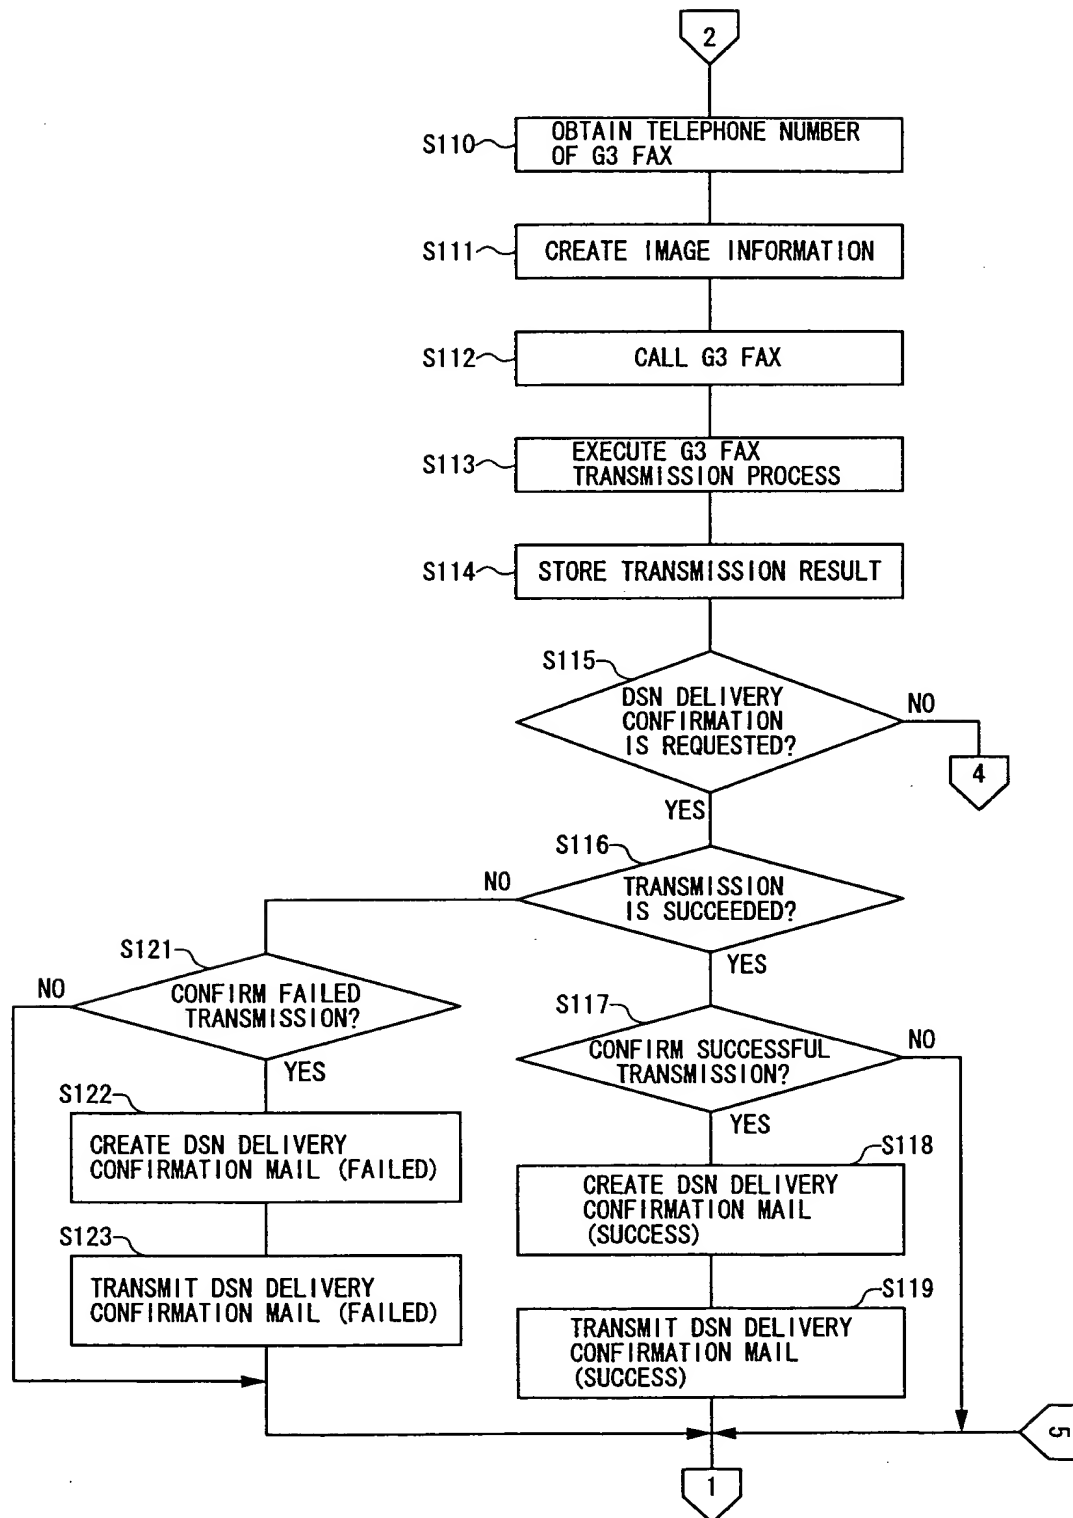 2
S110
OBTAIN TELEPHONE NUMBER
OF G3 FAX
S111
CREATE IMAGE INFORMATION
S112
CALL G3 FAX
S113
EXECUTE G3 FAX
TRANSMISSION PROCESS
S114
STORE TRANSMISSION RESULT
S115
DSN DELIVERY
CONFIRMATION
IS REQUESTED?
NO
4
YES
S116
TRANSMISSION
IS SUCCEEDED?
NO
YES
S121
CONFIRM FAILED
TRANSMISSION?
NO
YES
S122
CREATE DSN DELIVERY
CONFIRMATION MAIL (FAILED)
S123
TRANSMIT DSN DELIVERY
CONFIRMATION MAIL (FAILED)
S117
CONFIRM SUCCESSFUL
TRANSMISSION?
NO
YES
S118
CREATE DSN DELIVERY
CONFIRMATION MAIL
(SUCCESS)
S119
TRANSMIT DSN DELIVERY
CONFIRMATION MAIL
(SUCCESS)
5
1